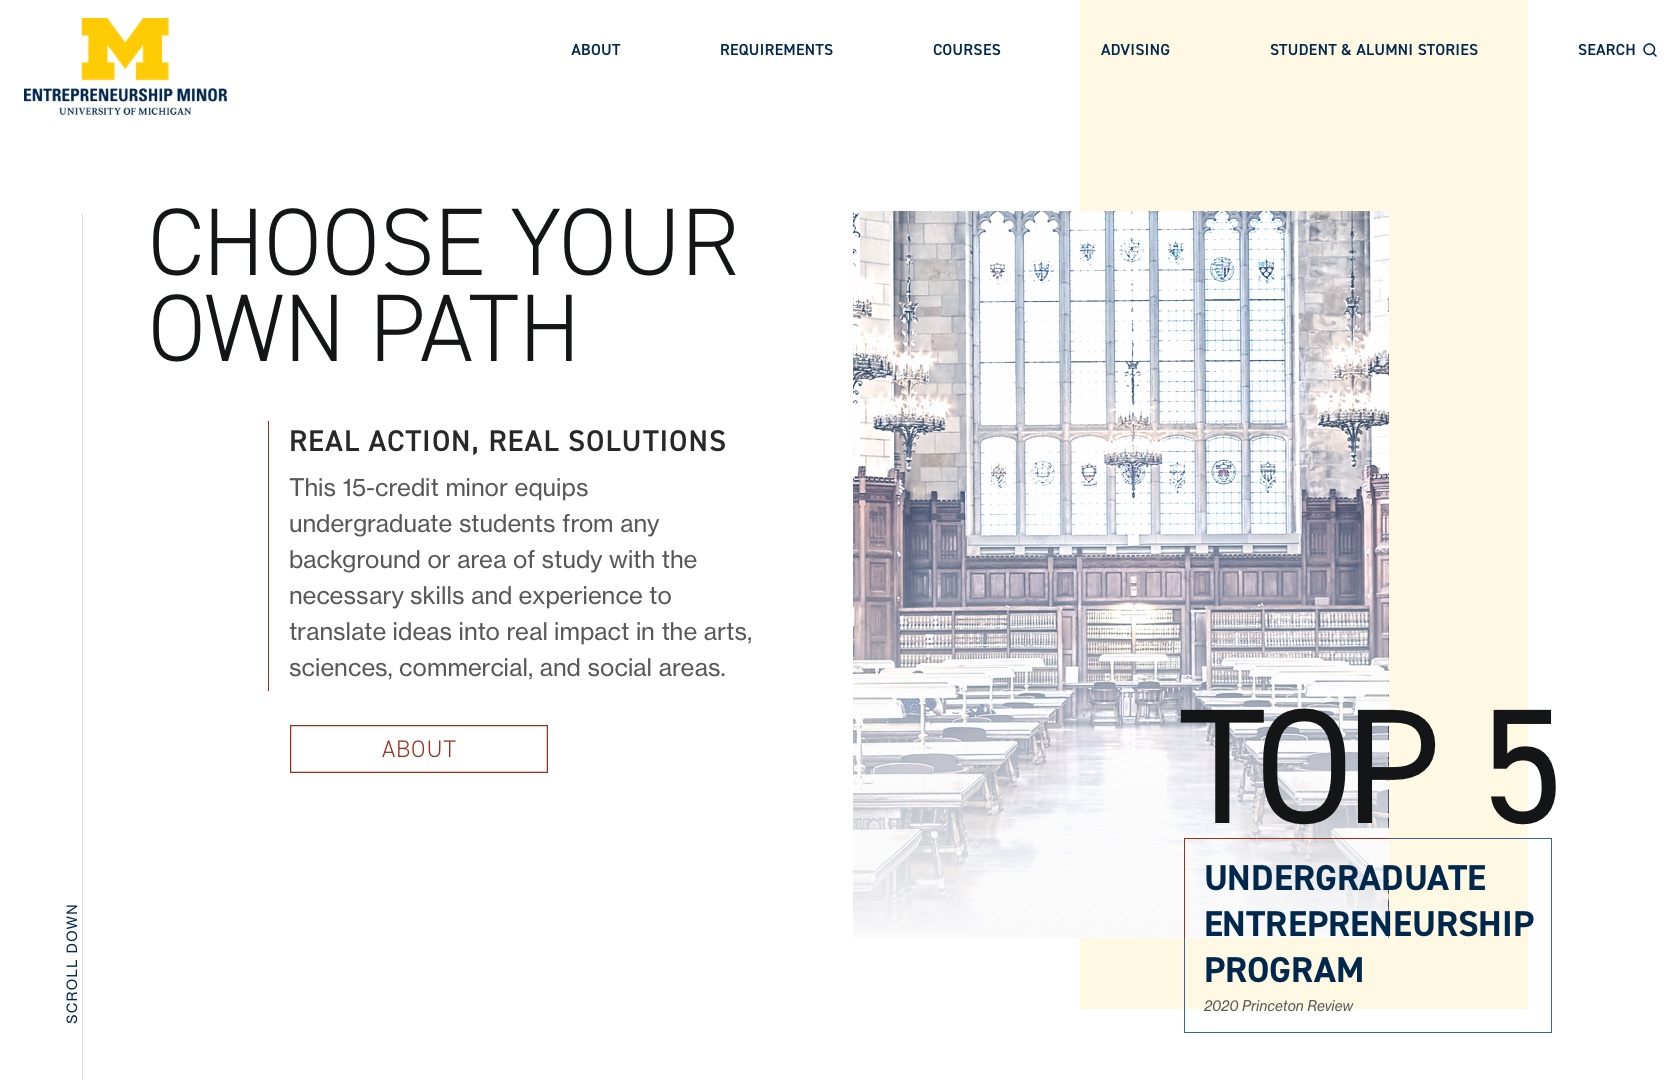 ENTREPRENEURSHIP MINOR
UNIVERSITY OF MICHIGAN
ABOUT
REQUIREMENTS
COURSES
ADVISING
STUDENT & ALUMNI STORIES
SEARCH
CHOOSE YOUR
OWN PATH
REAL ACTION, REAL SOLUTIONS
This 15-credit minor equips
undergraduate students from any
background or area of study with the
necessary skills and experience to
translate ideas into real impact in the arts,
sciences, commercial, and social areas.
ABOUT
TOP 5
UNDERGRADUATE
ENTREPRENEURSHIP
PROGRAM
2020 Princeton Review
SCROLL DOWN